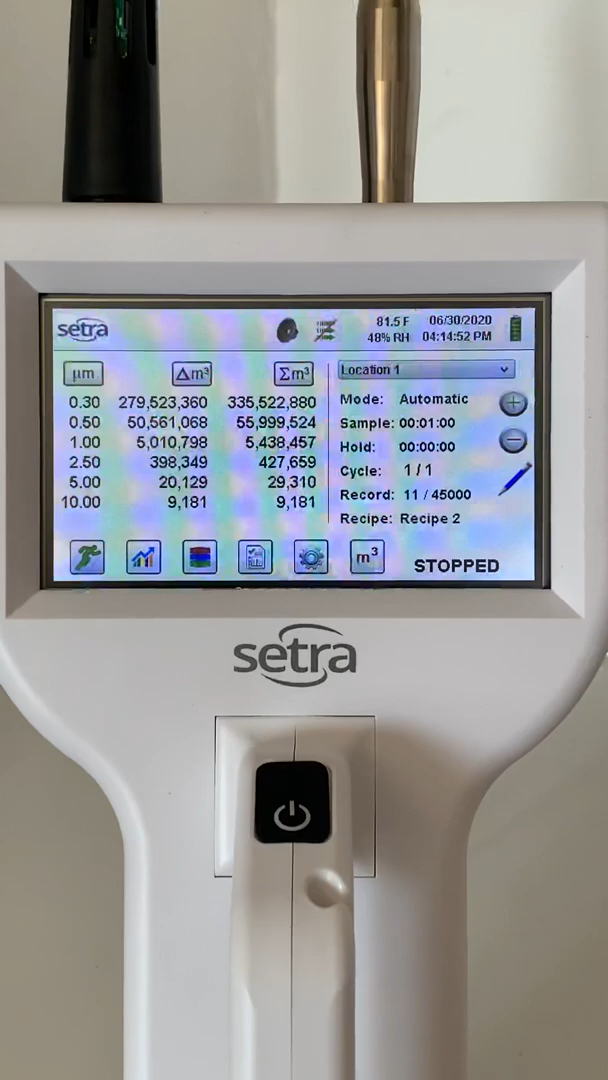 setra
81.5 F 06/30/2020
48% RH 04:14:52 PM
µm Δm³ Σm³
0.30 279,523,360 335,522,880
0.50 50,561,068 55,999,524
1.00 5,010,798 5,438,457
2.50 398,349 427,659
5.00 20,129 29,310
10.00 9,181 9,181
Location 1
Mode: Automatic
Sample: 00:01:00
Hold: 00:00:00
Cycle: 1 / 1
Record: 11 / 45000
Recipe: Recipe 2
m³
STOPPED
setra